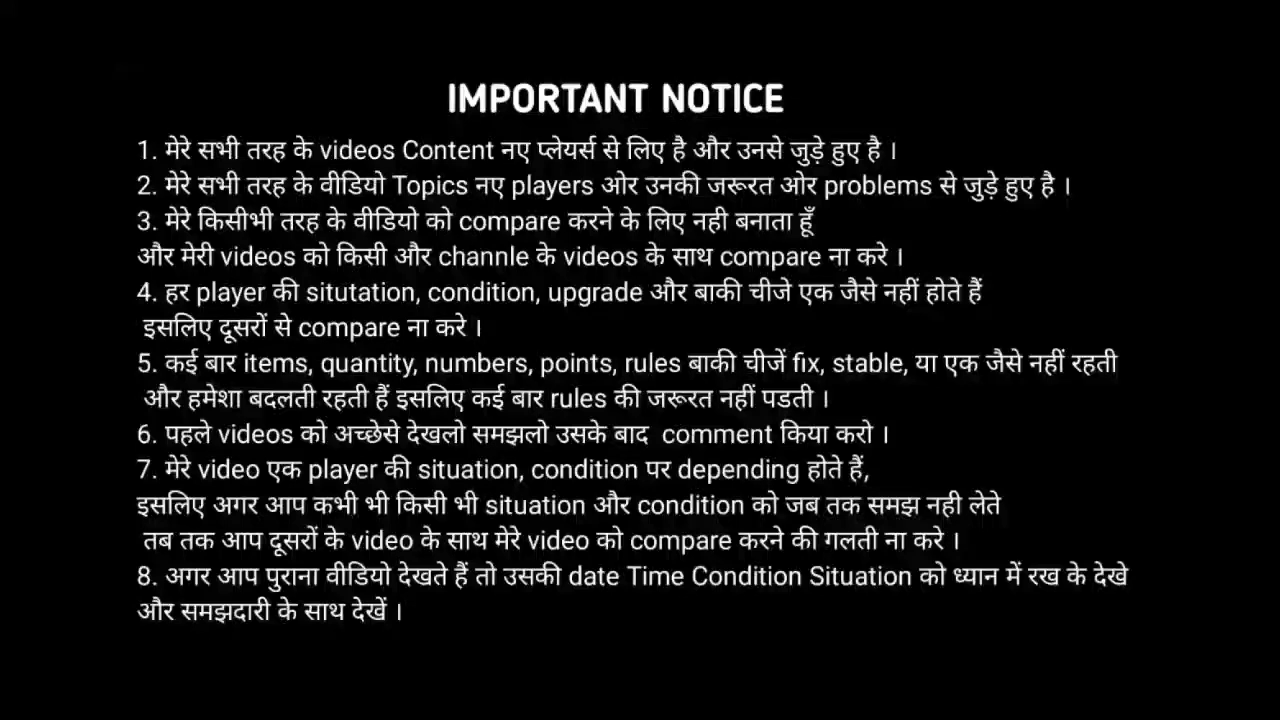 IMPORTANT NOTICE
1. मेरे सभी तरह के videos Content नए प्लेयर्स से लिए है और उनसे जुड़े हुए है ।
2. मेरे सभी तरह के वीडियो Topics नए players ओर उनकी जरूरत ओर problems से जुड़े हुए है ।
3. मेरे किसीभी तरह के वीडियो को compare करने के लिए नही बनाता हूँ
और मेरी videos को किसी और channle के videos के साथ compare ना करे ।
4. हर player की situtation, condition, upgrade और बाकी चीजे एक जैसे नहीं होते हैं
इसलिए दूसरों से compare ना करे ।
5. कई बार items, quantity, numbers, points, rules बाकी चीजें fix, stable, या एक जैसे नहीं रहती
और हमेशा बदलती रहती हैं इसलिए कई बार rules की जरूरत नहीं पडती ।
6. पहले videos को अच्छेसे देखलो समझलो उसके बाद comment किया करो ।
7. मेरे video एक player की situation, condition पर depending होते हैं,
इसलिए अगर आप कभी भी किसी भी situation और condition को जब तक समझ नही लेते
तब तक आप दूसरों के video के साथ मेरे video को compare करने की गलती ना करे ।
8. अगर आप पुराना वीडियो देखते हैं तो उसकी date Time Condition Situation को ध्यान में रख के देखे
और समझदारी के साथ देखें ।